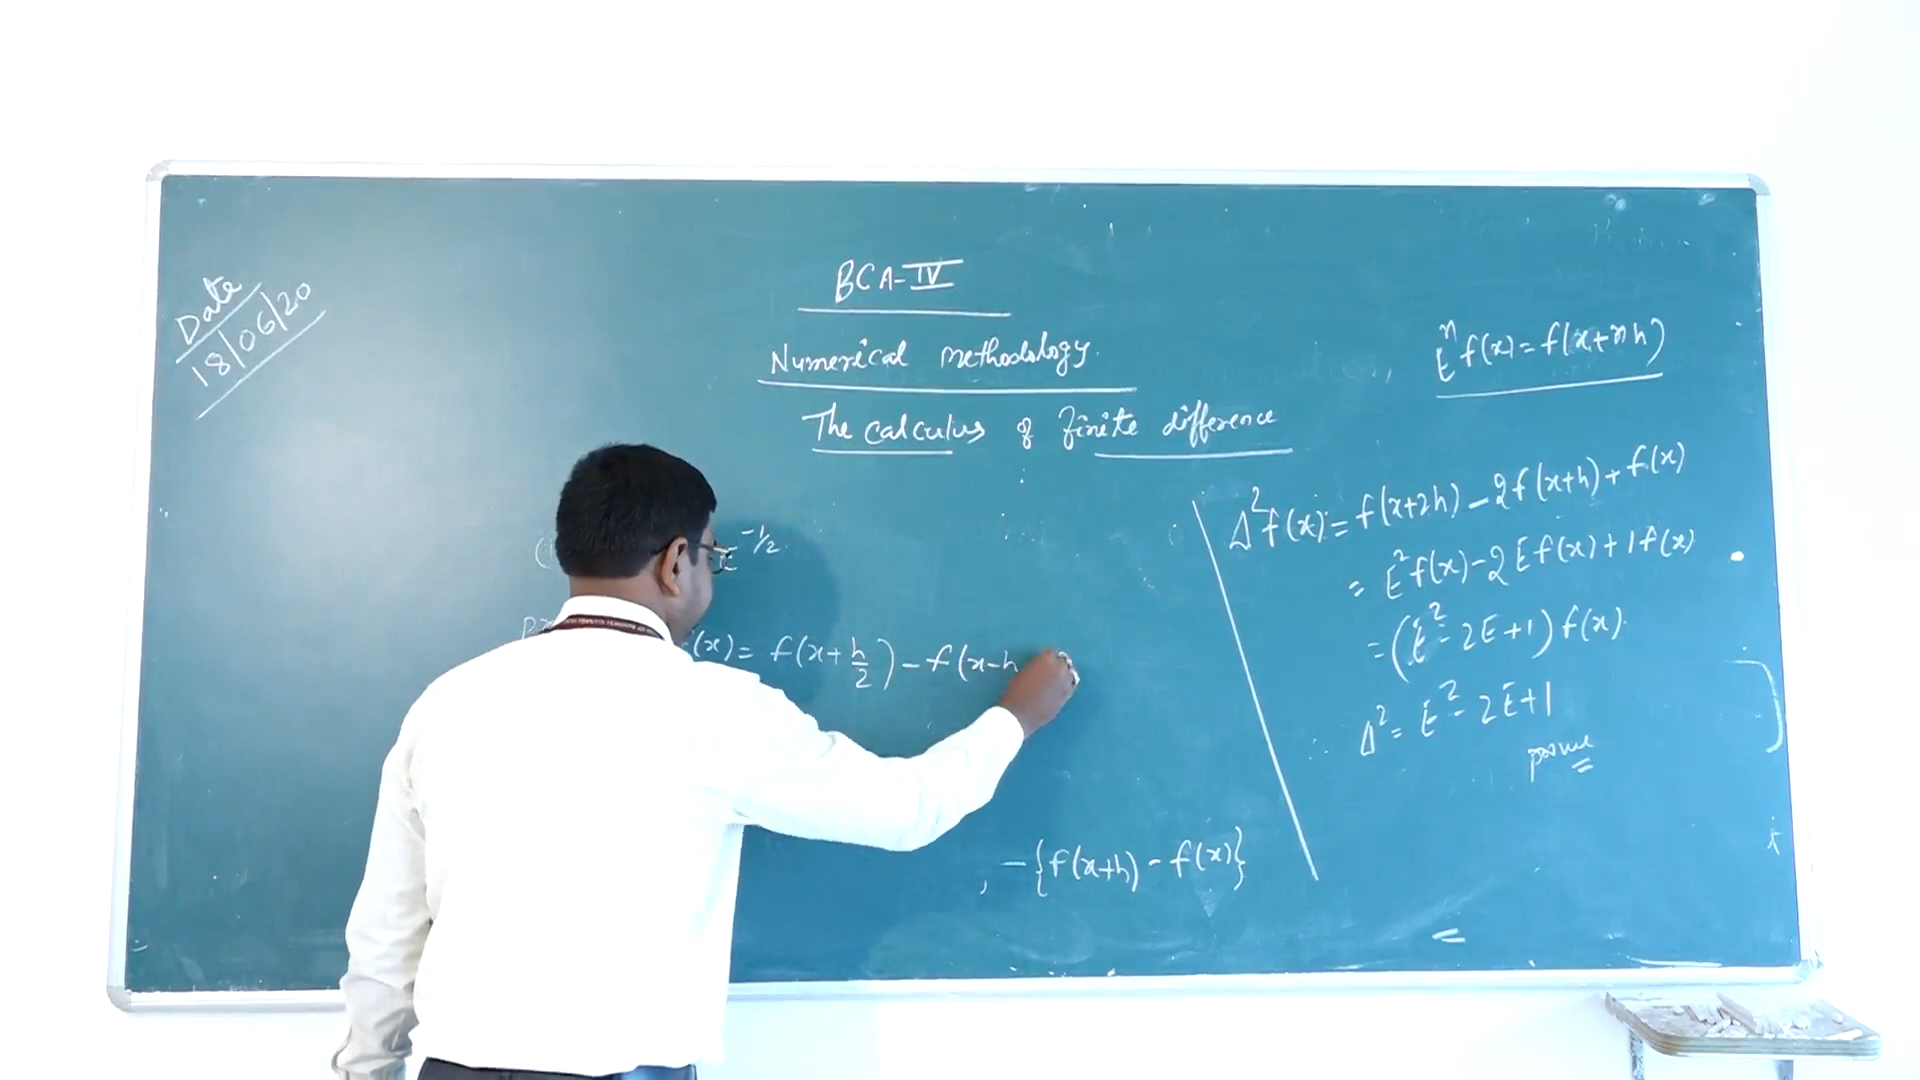 Date
18/06/20
BCA-IV
Numerical methodology.
The calculus of finite difference
E^n f(x) = f(x+nh)
E^-1/2
(x) = f(x+h/2) - f(x-h
, -{f(x+h) - f(x)}
Δ^2 f(x) = f(x+2h) - 2f(x+h) + f(x)
= E^2 f(x) - 2Ef(x) + 1f(x)
= (E^2 - 2E+1) f(x)
∴ Δ^2 = E^2 - 2E+1